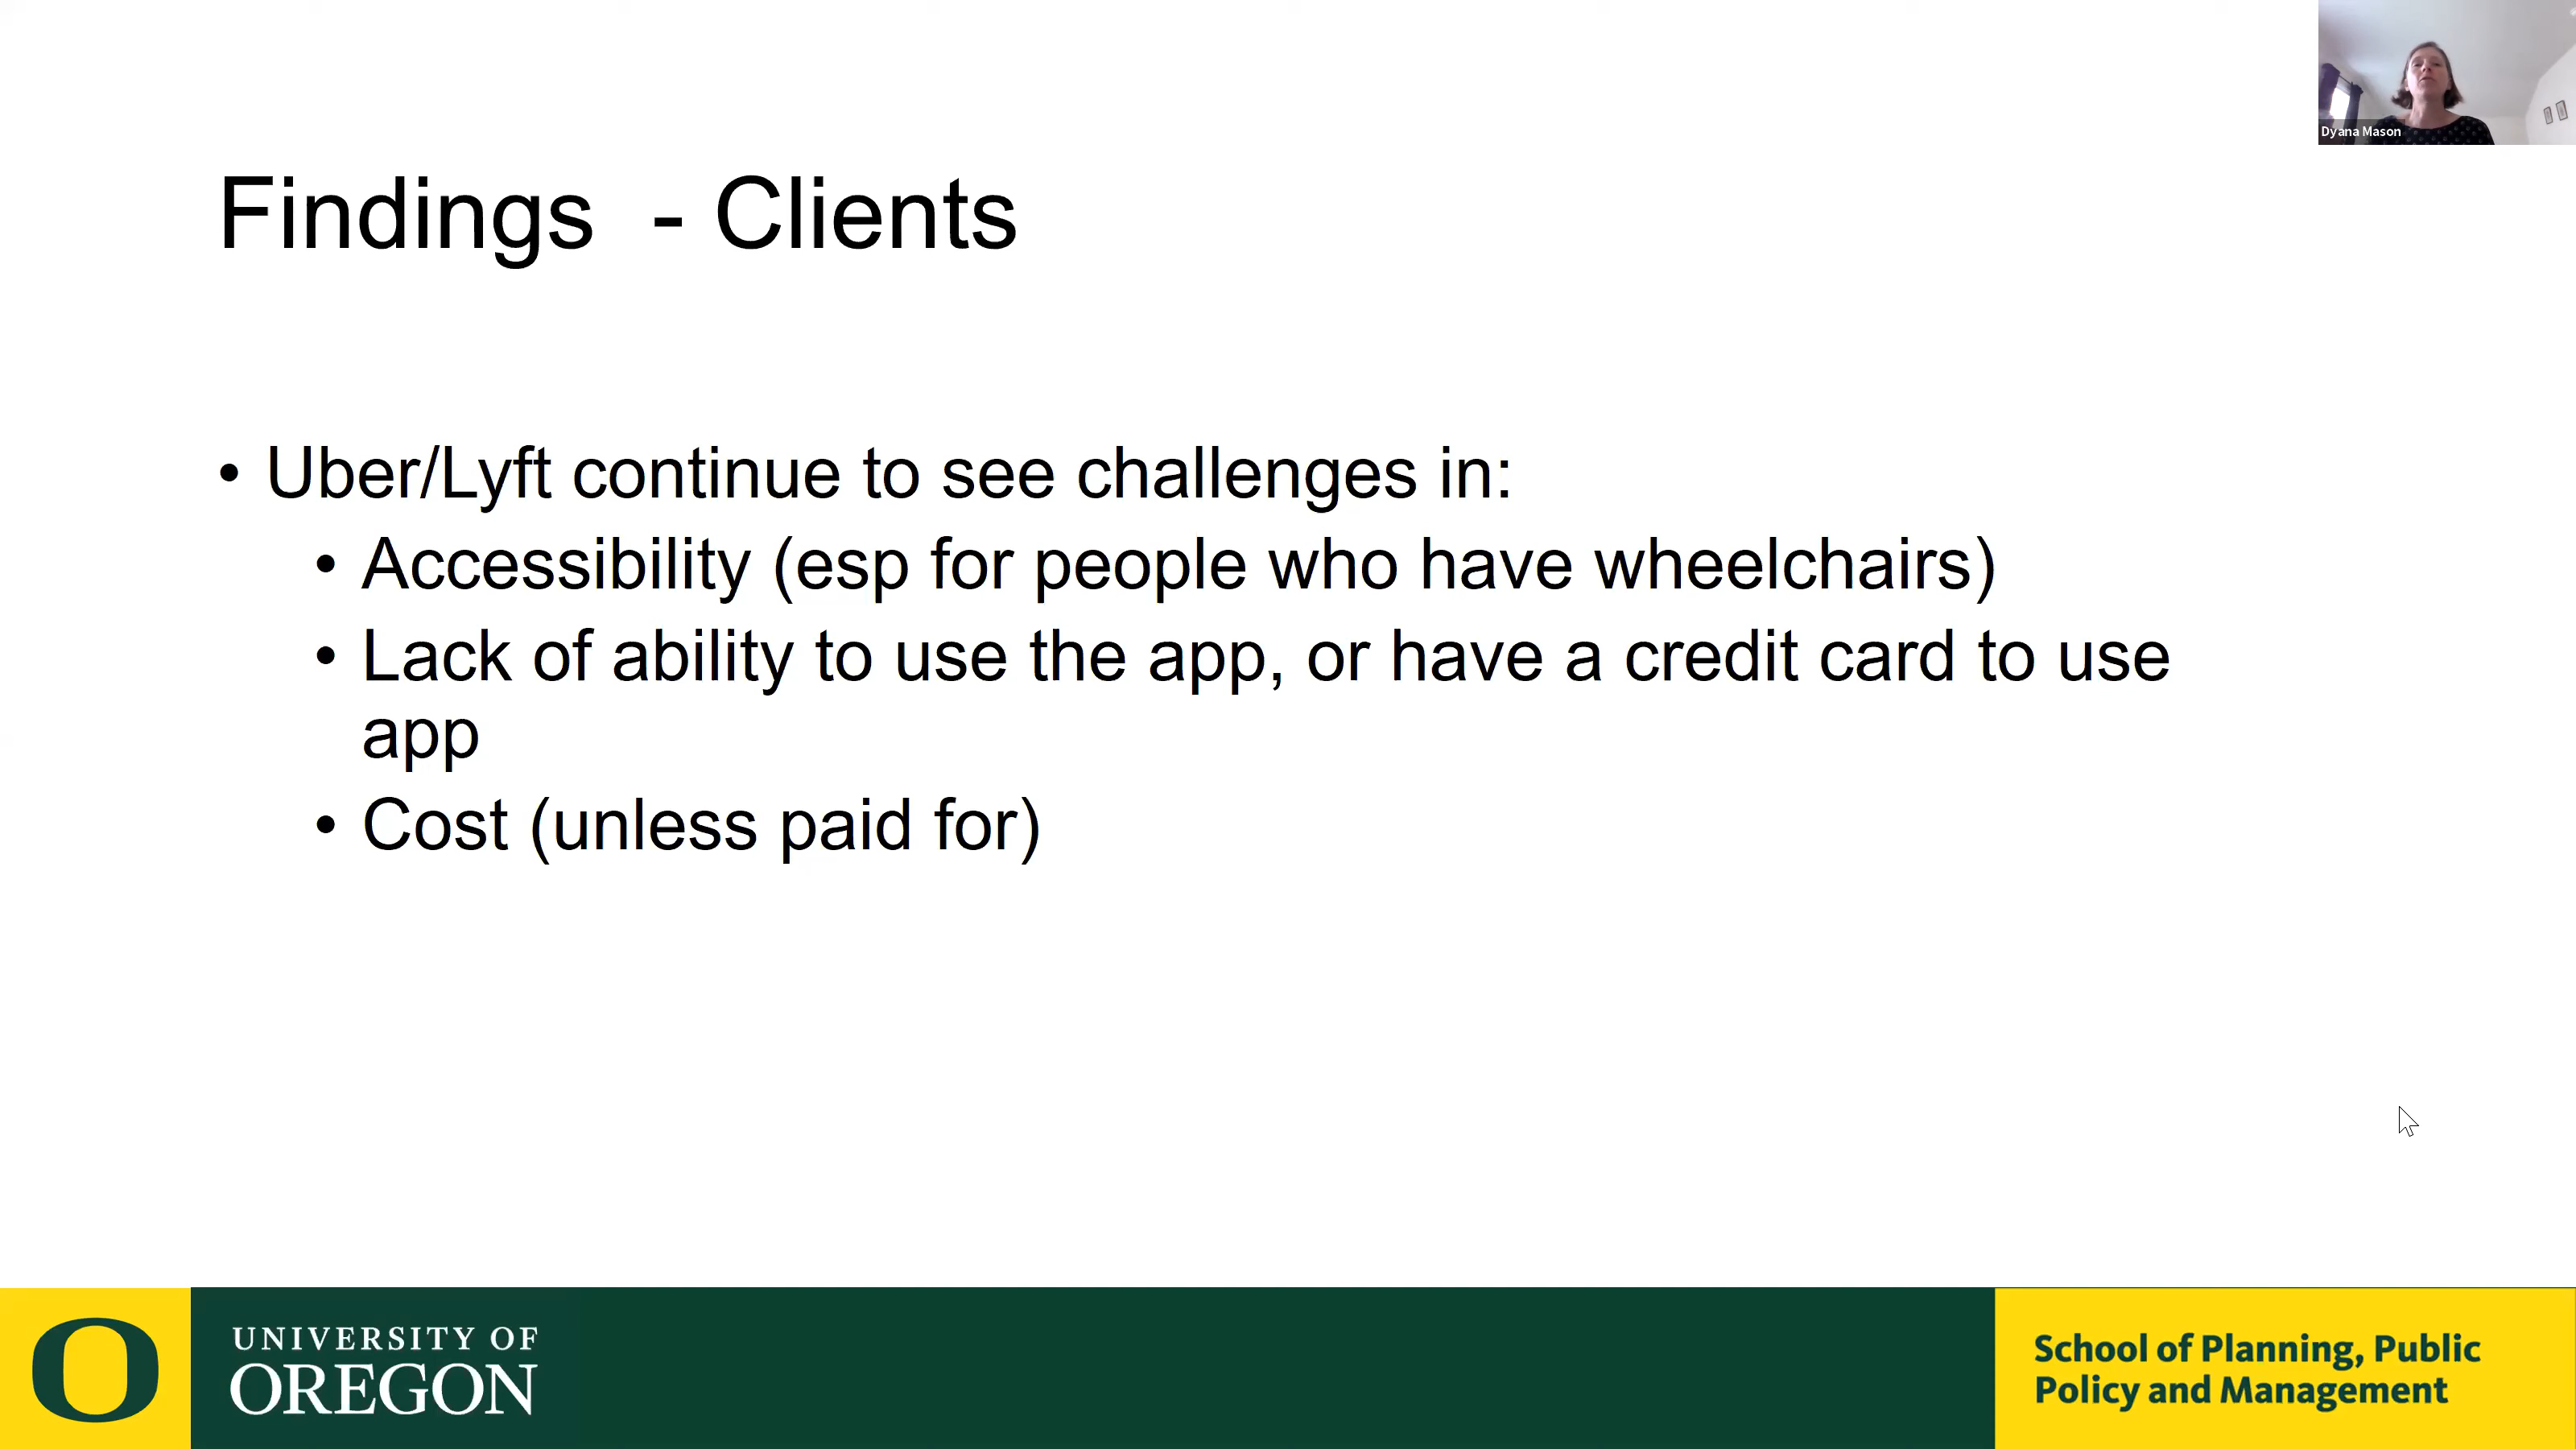 Dyana Mason
Findings  - Clients
• Uber/Lyft continue to see challenges in:
• Accessibility (esp for people who have wheelchairs)
• Lack of ability to use the app, or have a credit card to use
app
• Cost (unless paid for)
O
UNIVERSITY OF
OREGON
School of Planning, Public
Policy and Management